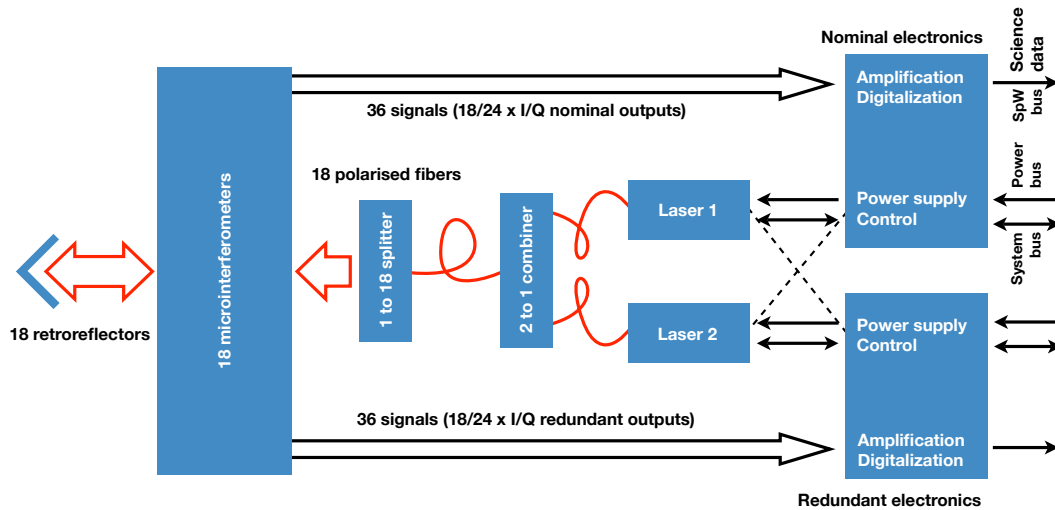 Nominal electronics
Science
data
SpW
bus
Amplification
Digitalization
36 signals (18/24 x I/Q nominal outputs)
18 polarised fibers
Power
bus
Laser 1
Power supply
Control
System
bus
18 microinterferometers
1 to 18 splitter
2 to 1 combiner
18 retroreflectors
Laser 2
Power supply
Control
36 signals (18/24 x I/Q redundant outputs)
Amplification
Digitalization
Redundant electronics